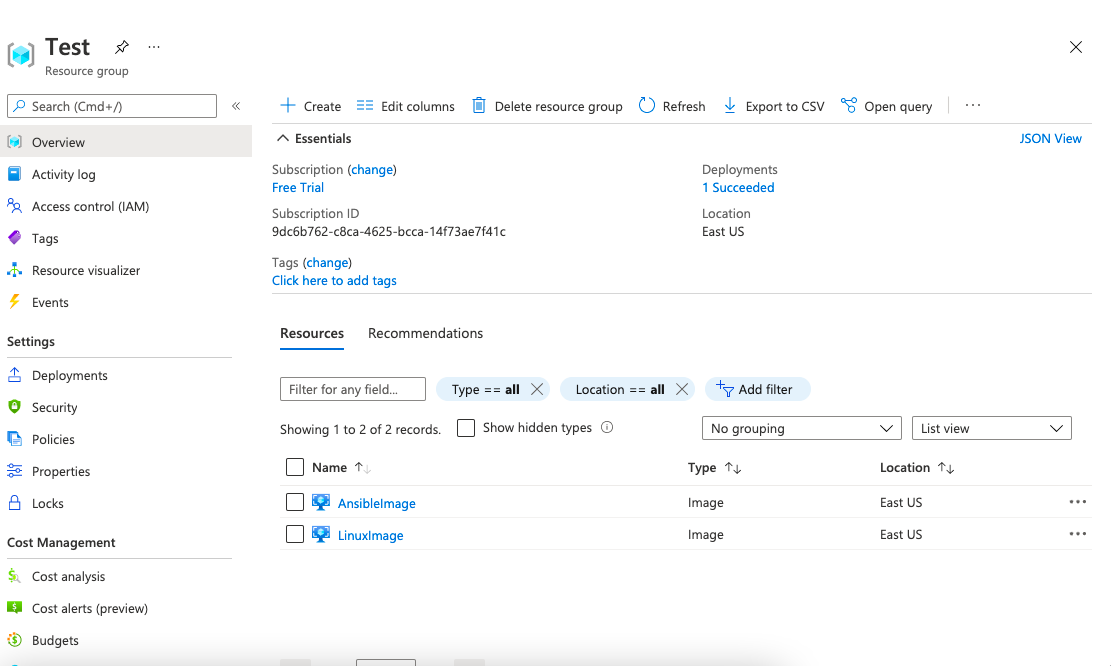 Test
...
Resource group
Search (Cmd+/)
«
Overview
Activity log
Access control (IAM)
Tags
Resource visualizer
Events
Settings
Deployments
Security
Policies
Properties
Locks
Cost Management
Cost analysis
Cost alerts (preview)
Budgets
Create Edit columns Delete resource group Refresh Export to CSV Open query ...
Essentials JSON View
Subscription (change)
Free Trial
Subscription ID
9dc6b762-c8ca-4625-bcca-14f73ae7f41c
Tags (change)
Click here to add tags
Deployments
1 Succeeded
Location
East US
Resources Recommendations
Filter for any field... Type == all Location == all Add filter
Showing 1 to 2 of 2 records. Show hidden types No grouping List view
Name Type Location
AnsibleImage Image East US ...
LinuxImage Image East US ...